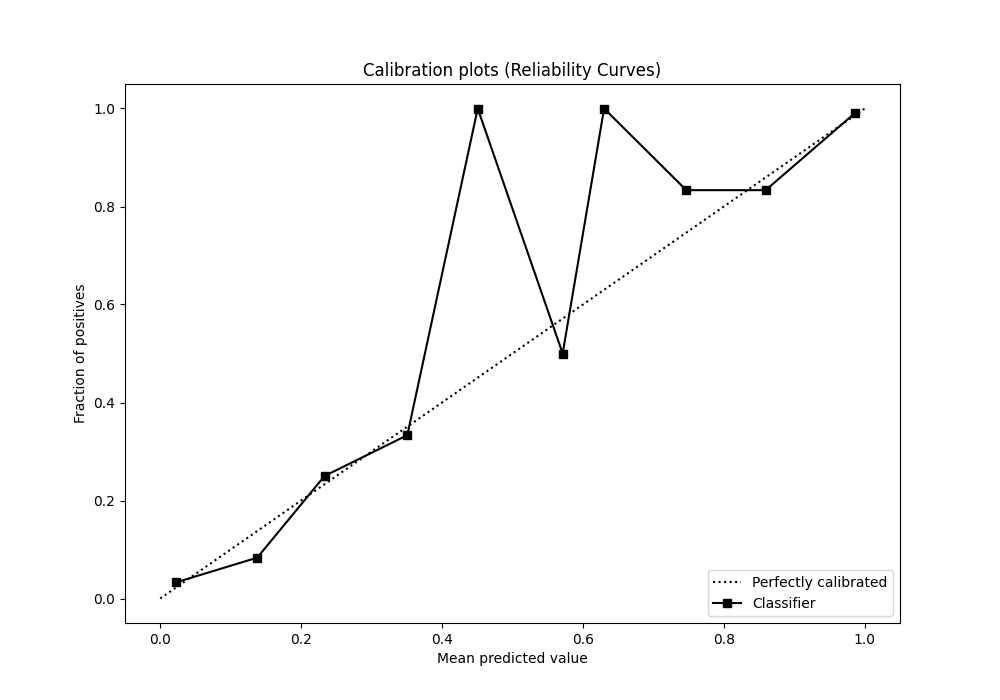 Calibration plots (Reliability Curves)
1.0
0.8
0.6
0.4
0.2
0.0
Fraction of positives
0.0 0.2 0.4 0.6 0.8 1.0
Mean predicted value
Perfectly calibrated
Classifier